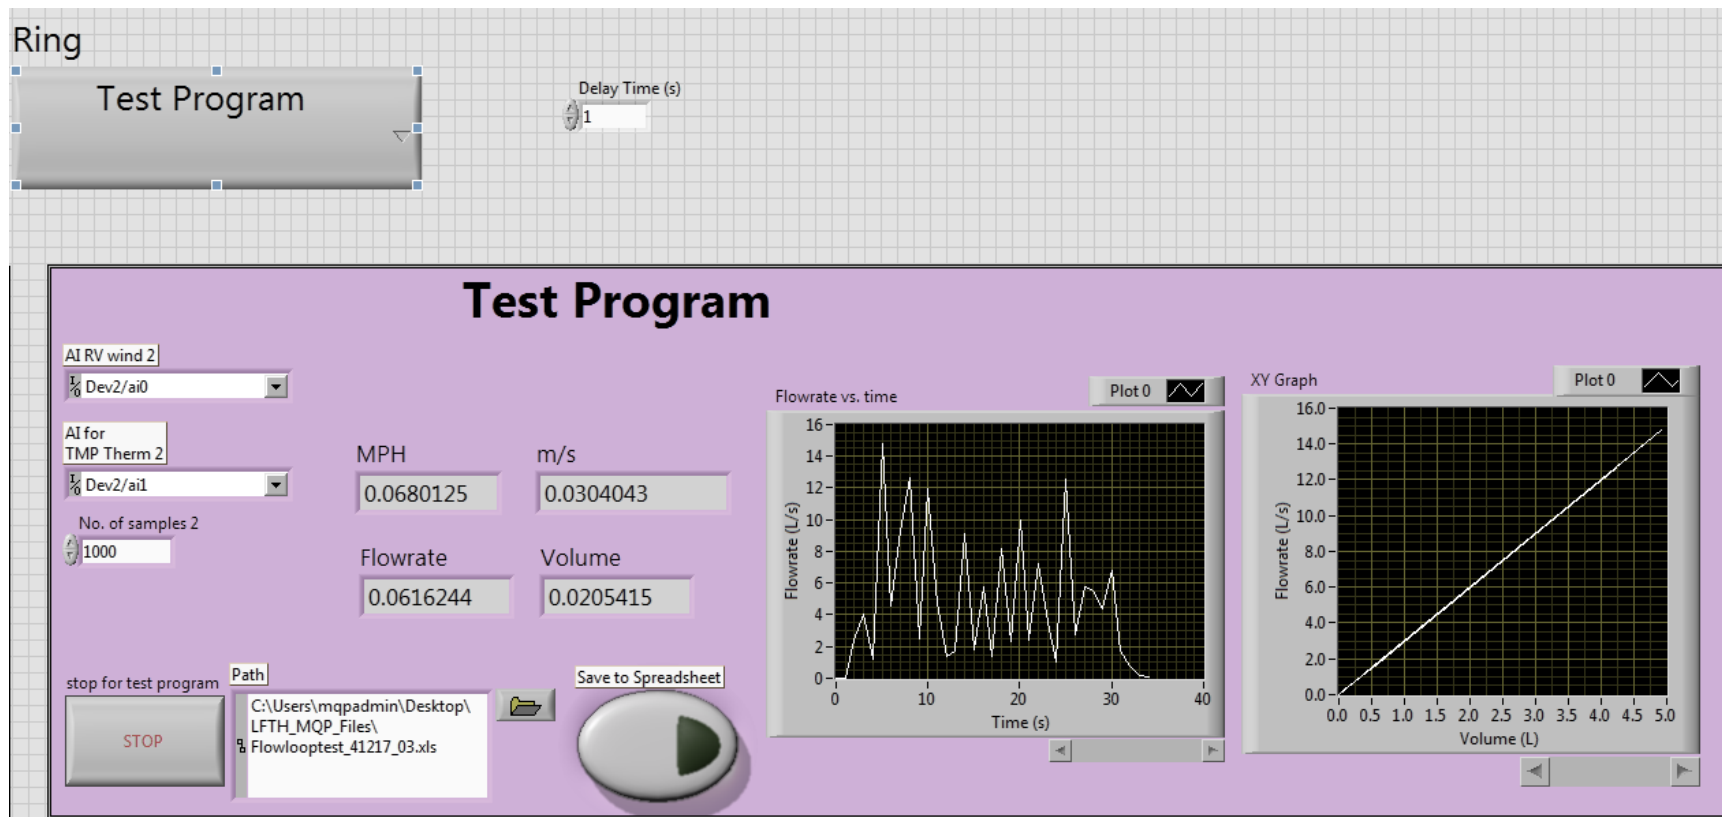 Ring
Test Program
Delay Time (s)
1
Test Program
AI RV wind 2
I/O Dev2/ai0
AI for
TMP Therm 2
I/O Dev2/ai1
No. of samples 2
1000
MPH
0.0680125
m/s
0.0304043
Flowrate
0.0616244
Volume
0.0205415
stop for test program
STOP
Path
C:\Users\mqpadmin\Desktop\
LFTH_MQP_Files\
Flowlooptest_41217_03.xls
Save to Spreadsheet
Flowrate vs. time
Plot 0
Flowrate (L/s)
16
14
12
10
8
6
4
2
0
0 10 20 30 40
Time (s)
XY Graph
Plot 0
Flowrate (L/s)
16.0
14.0
12.0
10.0
8.0
6.0
4.0
2.0
0.0
0.0 0.5 1.0 1.5 2.0 2.5 3.0 3.5 4.0 4.5 5.0
Volume (L)